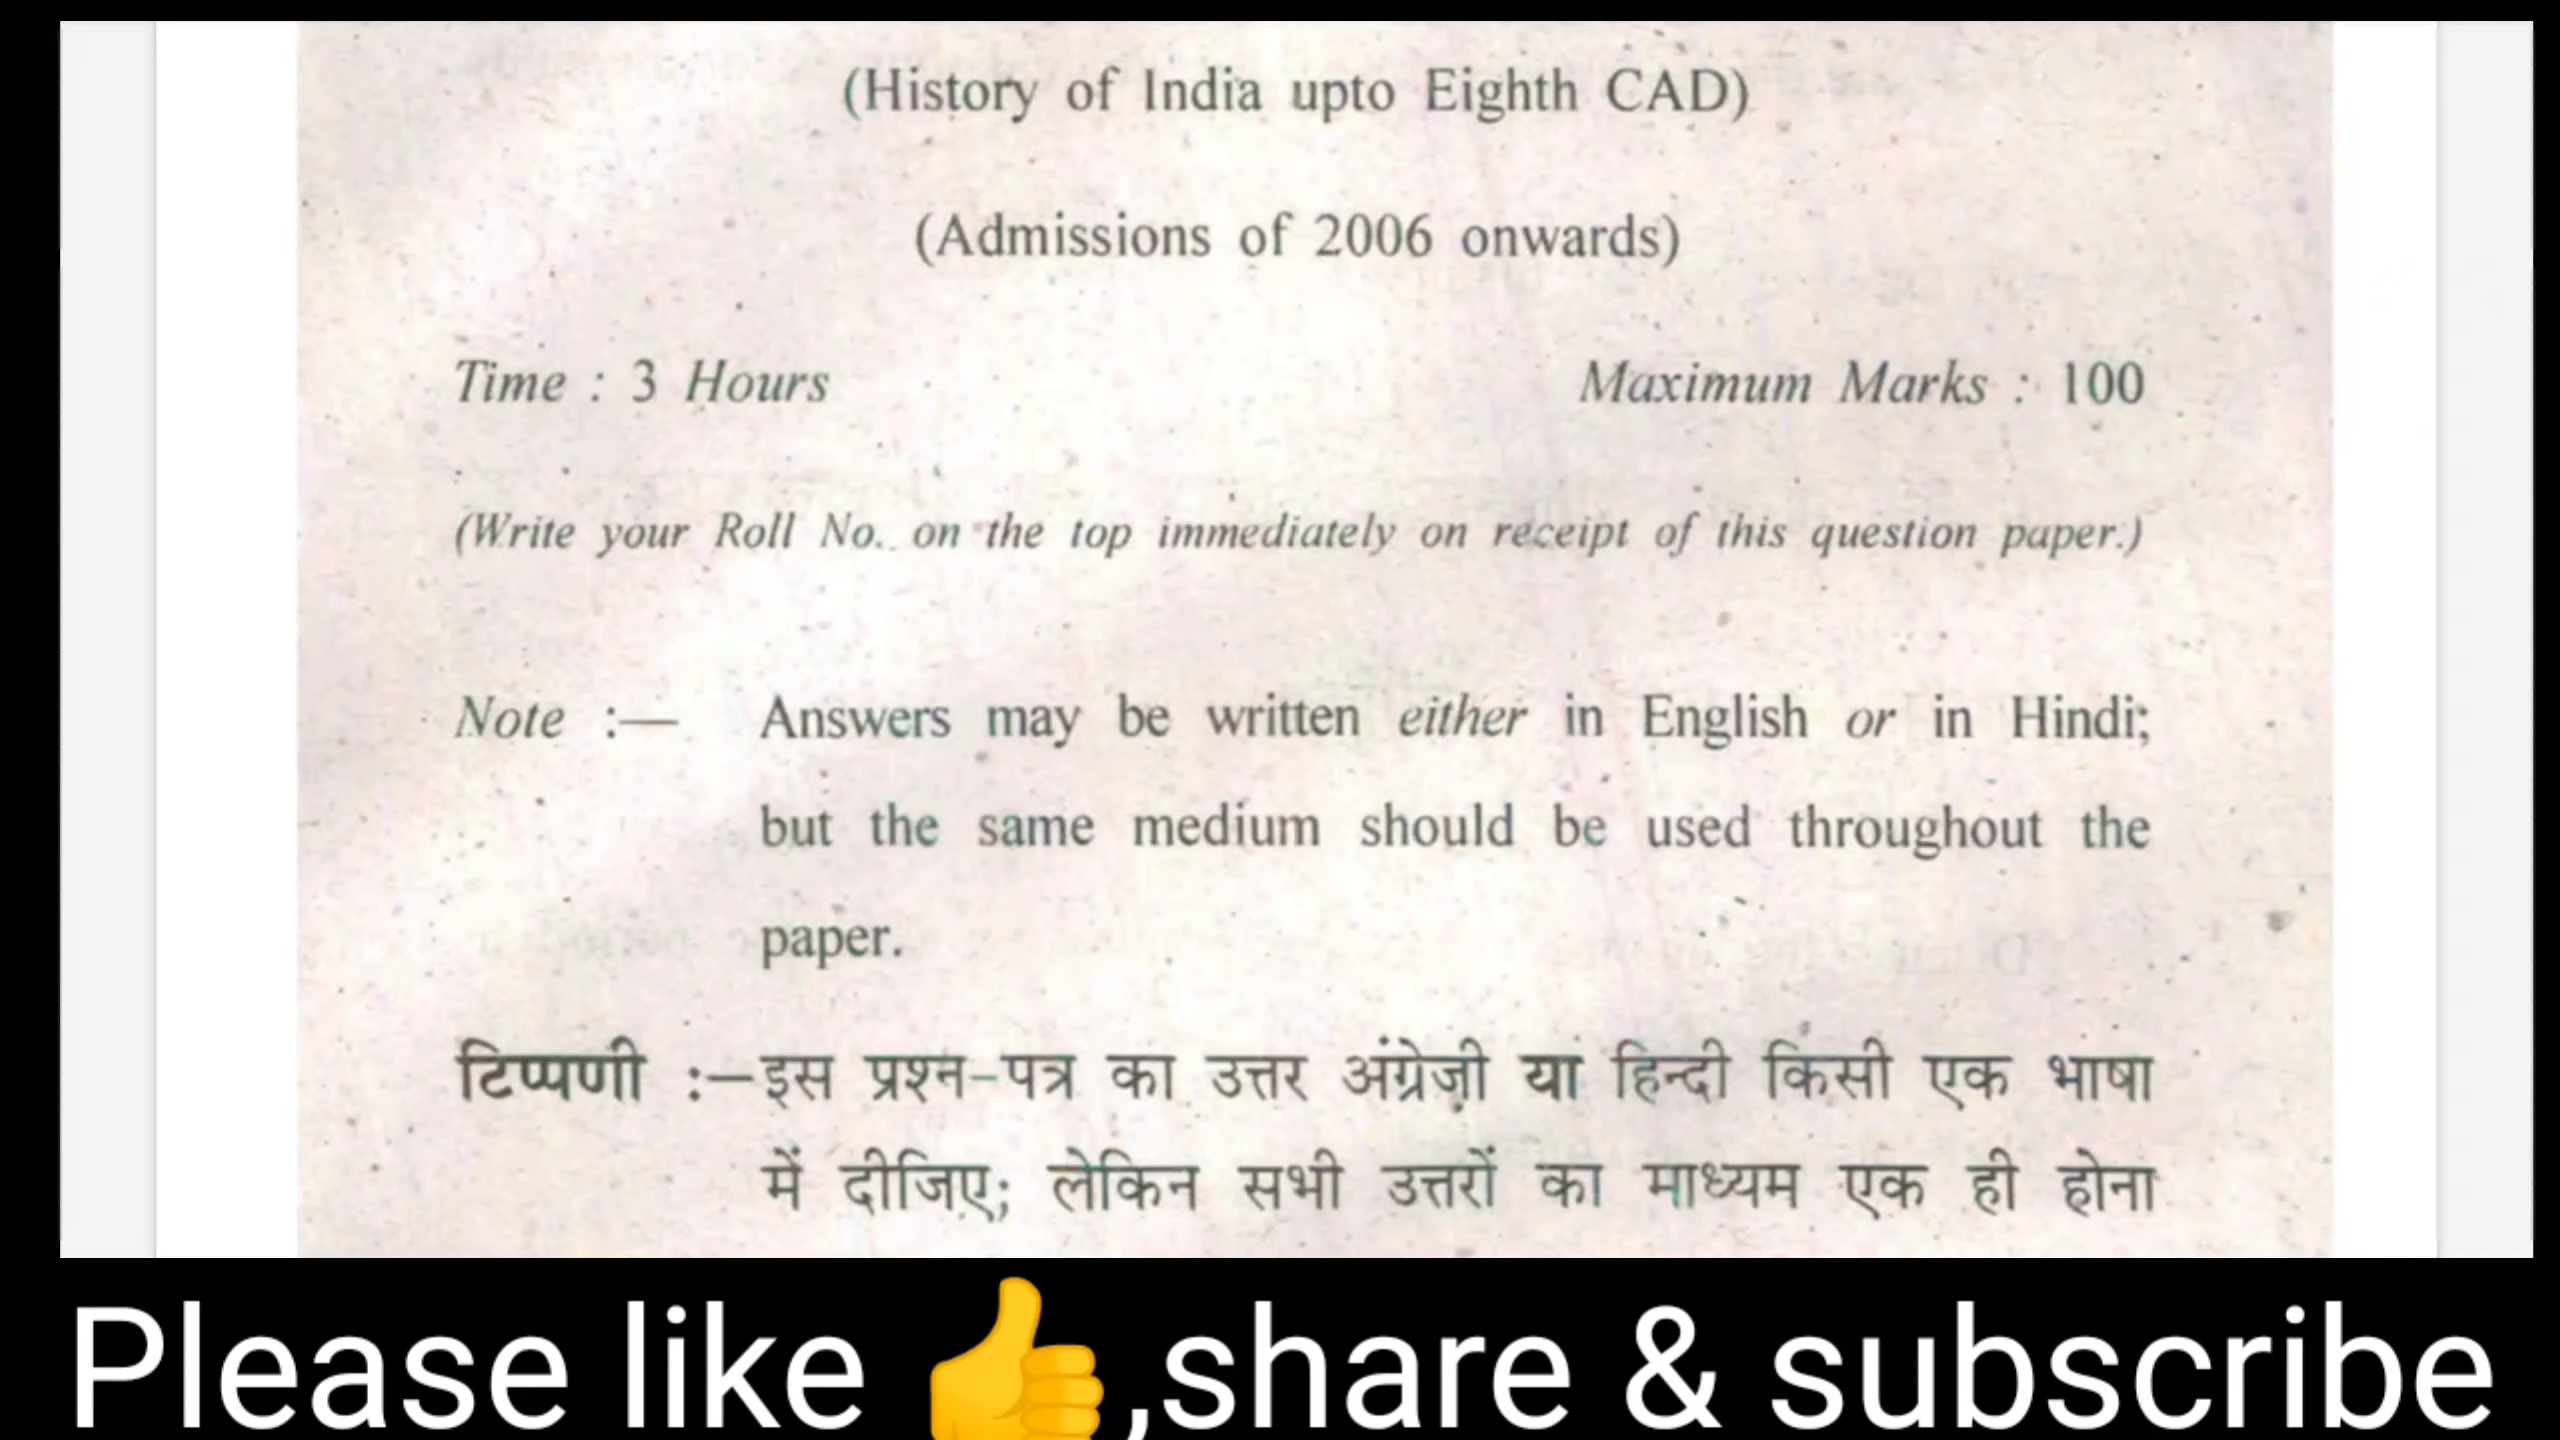 (History of India upto Eighth CAD)
(Admissions of 2006 onwards)
Time : 3 Hours Maximum Marks : 100
(Write your Roll No. on the top immediately on receipt of this question paper.)
Note :— Answers may be written either in English or in Hindi;
but the same medium should be used throughout the
paper.
टिप्पणी :—इस प्रश्न-पत्र का उत्तर अंग्रेज़ी या हिन्दी किसी एक भाषा
में दीजिए; लेकिन सभी उत्तरों का माध्यम एक ही होना
Please like 👍,share & subscribe